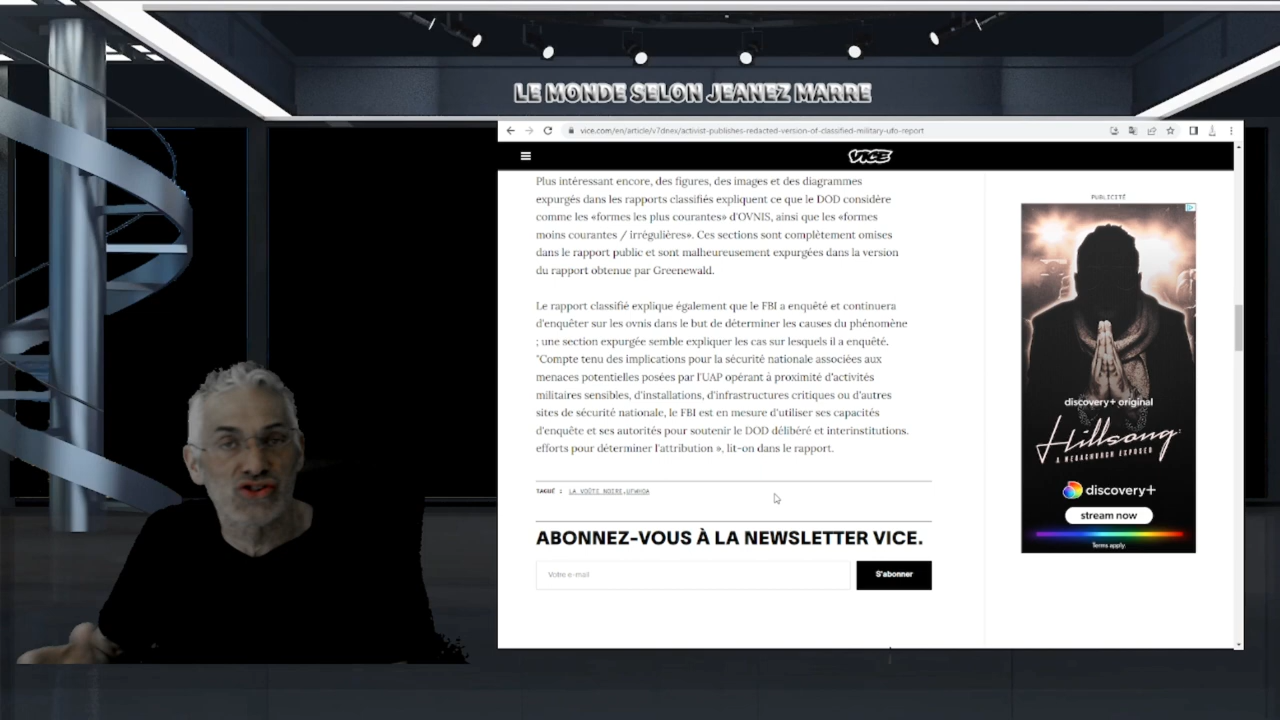 LE MONDE SELON JEANEZ MARRE
vice.com/en/article/v7dnex/activist-publishes-redacted-version-of-classified-military-ufo-report
VICE
Plus intéressant encore, des figures, des images et des diagrammes
expurgés dans les rapports classifiés expliquent ce que le DOD considère
comme les «formes les plus courantes» d'OVNIS, ainsi que les «formes
moins courantes / irrégulières». Ces sections sont complètement omises
dans le rapport public et sont malheureusement expurgées dans la version
du rapport obtenue par Greenewald.
Le rapport classifié explique également que le FBI a enquêté et continuera
d'enquêter sur les ovnis dans le but de déterminer les causes du phénomène
; une section expurgée semble expliquer les cas sur lesquels il a enquêté.
"Compte tenu des implications pour la sécurité nationale associées aux
menaces potentielles posées par l'UAP opérant à proximité d'activités
militaires sensibles, d'installations, d'infrastructures critiques ou d'autres
sites de sécurité nationale, le FBI est en mesure d'utiliser ses capacités
d'enquête et ses autorités pour soutenir le DOD délibéré et interinstitutions.
efforts pour déterminer l'attribution », lit-on dans le rapport.
TAGUÉ : LA VOÛTE NOIRE,UFWHOA
ABONNEZ-VOUS À LA NEWSLETTER VICE.
Votre e-mail
S'abonner
PUBLICITÉ
discovery+ original
Hillsong
A MEGACHURCH EXPOSED
discovery+
stream now
Terms apply.